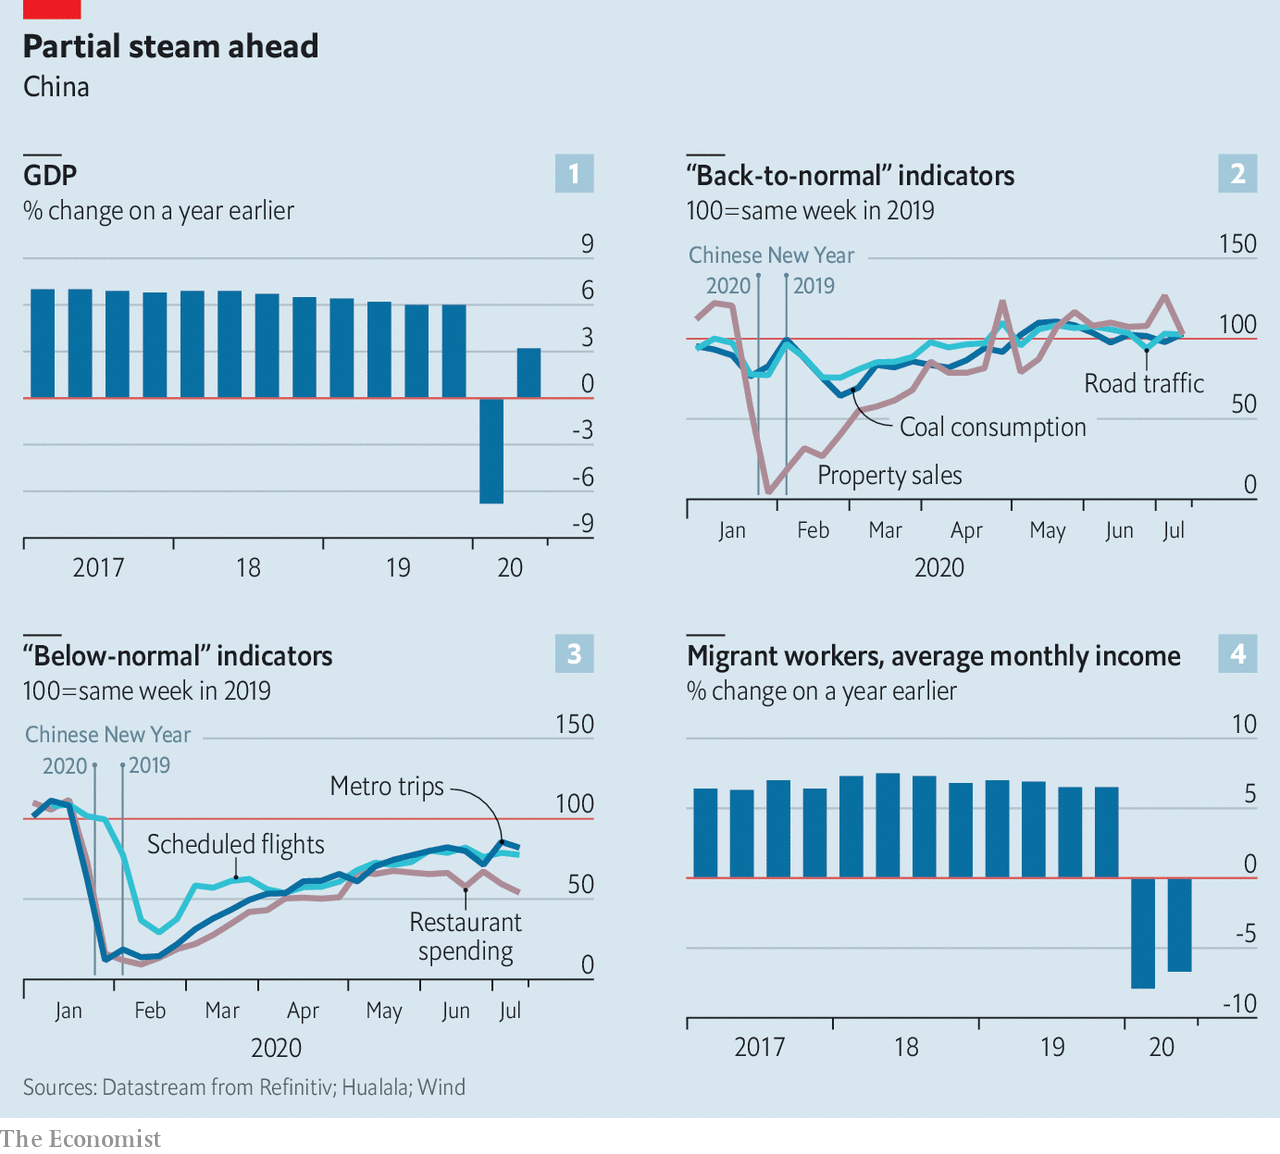 Partial steam ahead
China
GDP
1
% change on a year earlier
9
6
3
0
-3
-6
-9
2017
18
19
20
“Back-to-normal” indicators
2
100=same week in 2019
Chinese New Year
2020
2019
150
100
50
0
Road traffic
Coal consumption
Property sales
Jan
Feb
Mar
Apr
May
Jun
Jul
2020
“Below-normal” indicators
3
100=same week in 2019
Chinese New Year
2020
2019
150
100
50
0
Metro trips
Scheduled flights
Restaurant
spending
Jan
Feb
Mar
Apr
May
Jun
Jul
2020
Migrant workers, average monthly income
4
% change on a year earlier
10
5
0
-5
-10
2017
18
19
20
Sources: Datastream from Refinitiv; Hualala; Wind
The Economist